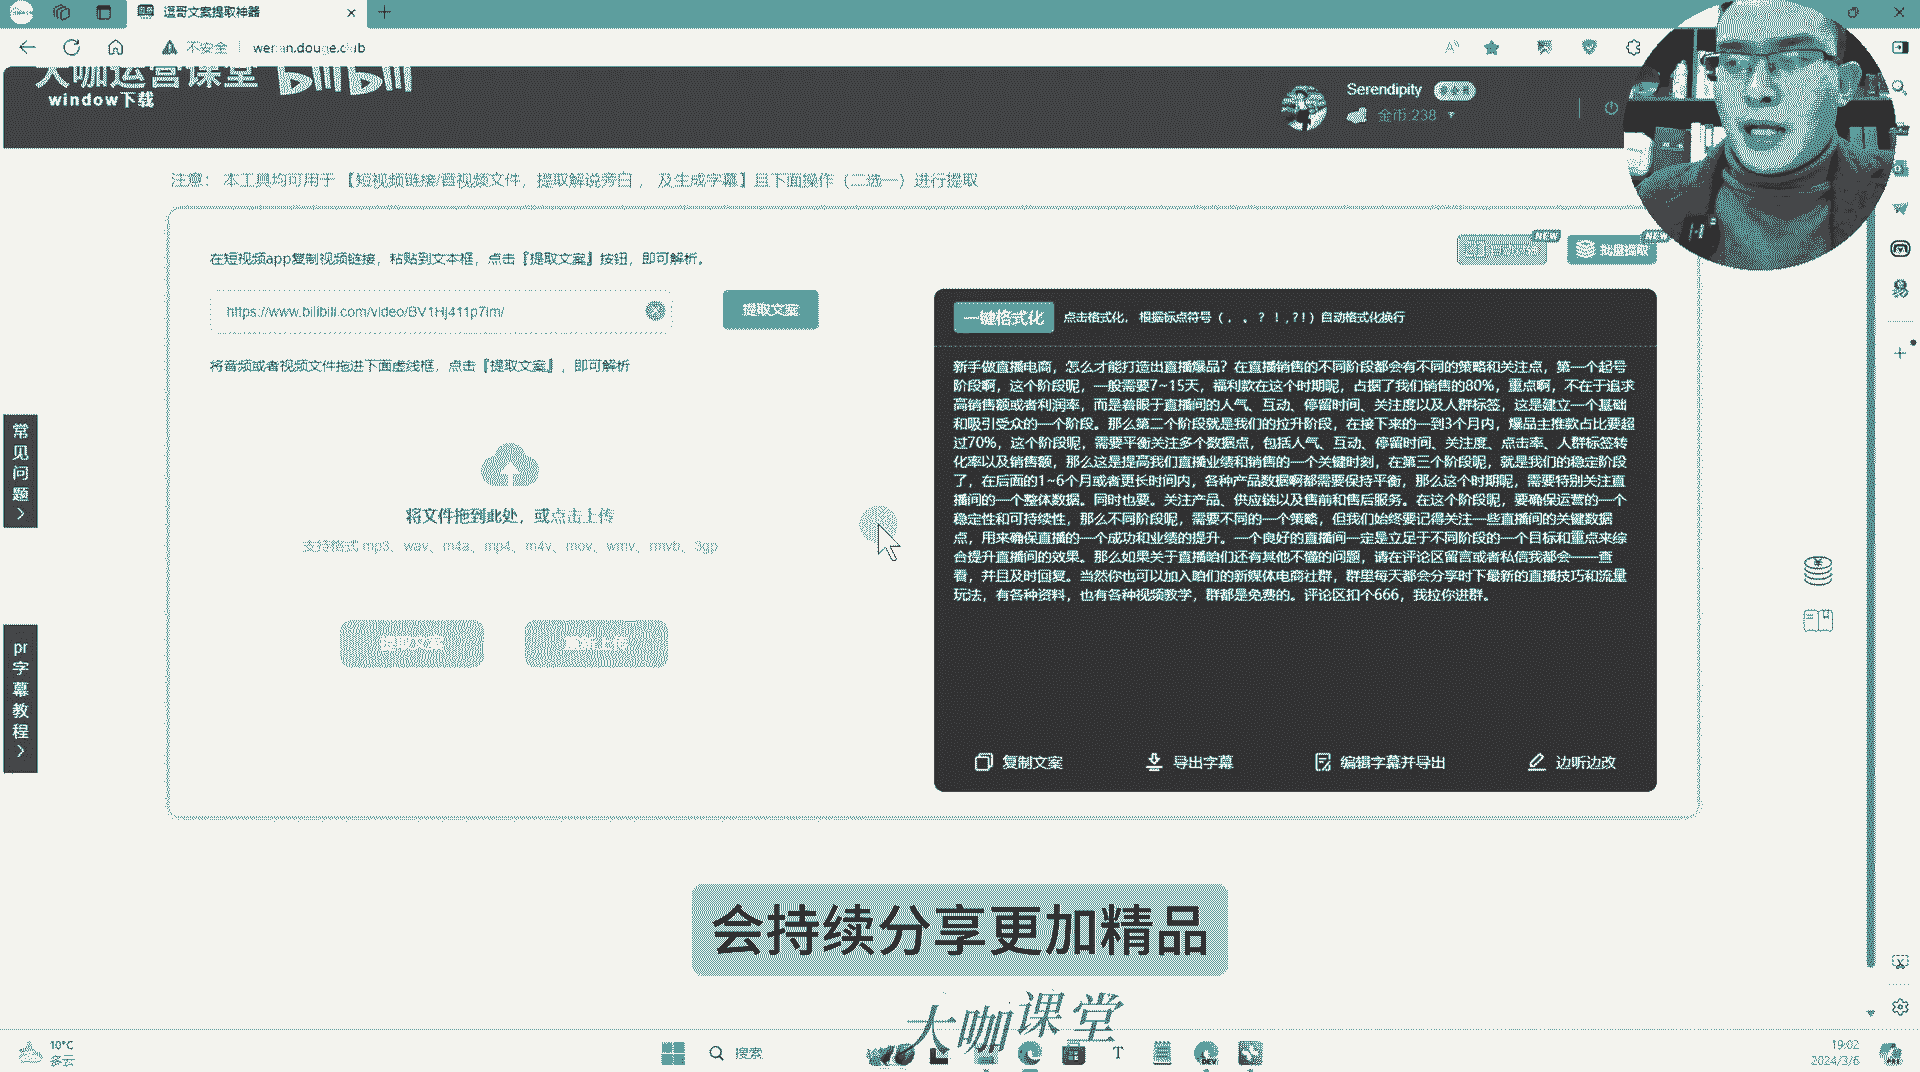 逗哥文案提取神器
不安全
wenan.douge.club
大咖运营课堂 bilibili
window下载
Serendipity
金币:238
注意： 本工具均可用于 【短视频链接/音视频文件，提取解说旁白 ， 及生成字幕】且下面操作（二选一）进行提取
NEW
NEW
批量提取
在短视频app复制视频链接，粘贴到文本框，点击『提取文案』按钮，即可解析。
https://www.bilibili.com/video/BV1Hj411p7im/
提取文案
将音频或者视频文件拖进下面虚线框，点击『提取文案』，即可解析
将文件拖到此处，或点击上传
支持格式 mp3、wav、m4a、mp4、m4v、mov、wmv、rmvb、3gp
提取文案
重新上传
一键格式化
点击格式化， 根据标点符号（，、？！,?!）自动格式化换行
新手做直播电商，怎么才能打造出直播爆品？在直播销售的不同阶段都会有不同的策略和关注点，第一个起号
阶段啊，这个阶段呢，一般需要7~15天，福利款在这个时期呢，占据了我们销售的80%，重点啊，不在于追求
高销售额或者利润率，而是着眼于直播间的人气、互动、停留时间、关注度以及人群标签，这是建立一个基础
和吸引受众的一个阶段。那么第二个阶段就是我们的拉升阶段，在接下来的一到3个月内，爆品主推款占比要超
过70%，这个阶段呢，需要平衡关注多个数据点，包括人气、互动、停留时间、关注度、点击率、人群标签转
化率以及销售额，那么这是提高我们直播业绩和销售的一个关键时刻，在第三个阶段呢，就是我们的稳定阶段
了，在后面的1~6个月或者更长时间内，各种产品数据啊都需要保持平衡，那么这个时期呢，需要特别关注直
播间的一个整体数据。同时也要。关注产品、供应链以及售前和售后服务。在这个阶段呢，要确保运营的一个
稳定性和可持续性，那么不同阶段呢，需要不同的一个策略，但我们始终要记得关注一些直播间的关键数据
点，用来确保直播的一个成功和业绩的提升。一个良好的直播间一定是立足于不同阶段的一个目标和重点来综
合提升直播间的效果。那么如果关于直播咱们还有其他不懂的问题，请在评论区留言或者私信我都会一一查
看，并且及时回复。当然你也可以加入咱们的新媒体电商社群，群里每天都会分享时下最新的直播技巧和流量
玩法，有各种资料，也有各种视频教学，群都是免费的。评论区扣个666，我拉你进群。
复制文案
导出字幕
编辑字幕并导出
边听边改
常见问题
pr字幕教程
会持续分享更加精品
大咖课堂
10°C
多云
搜索
19:02
2024/3/6